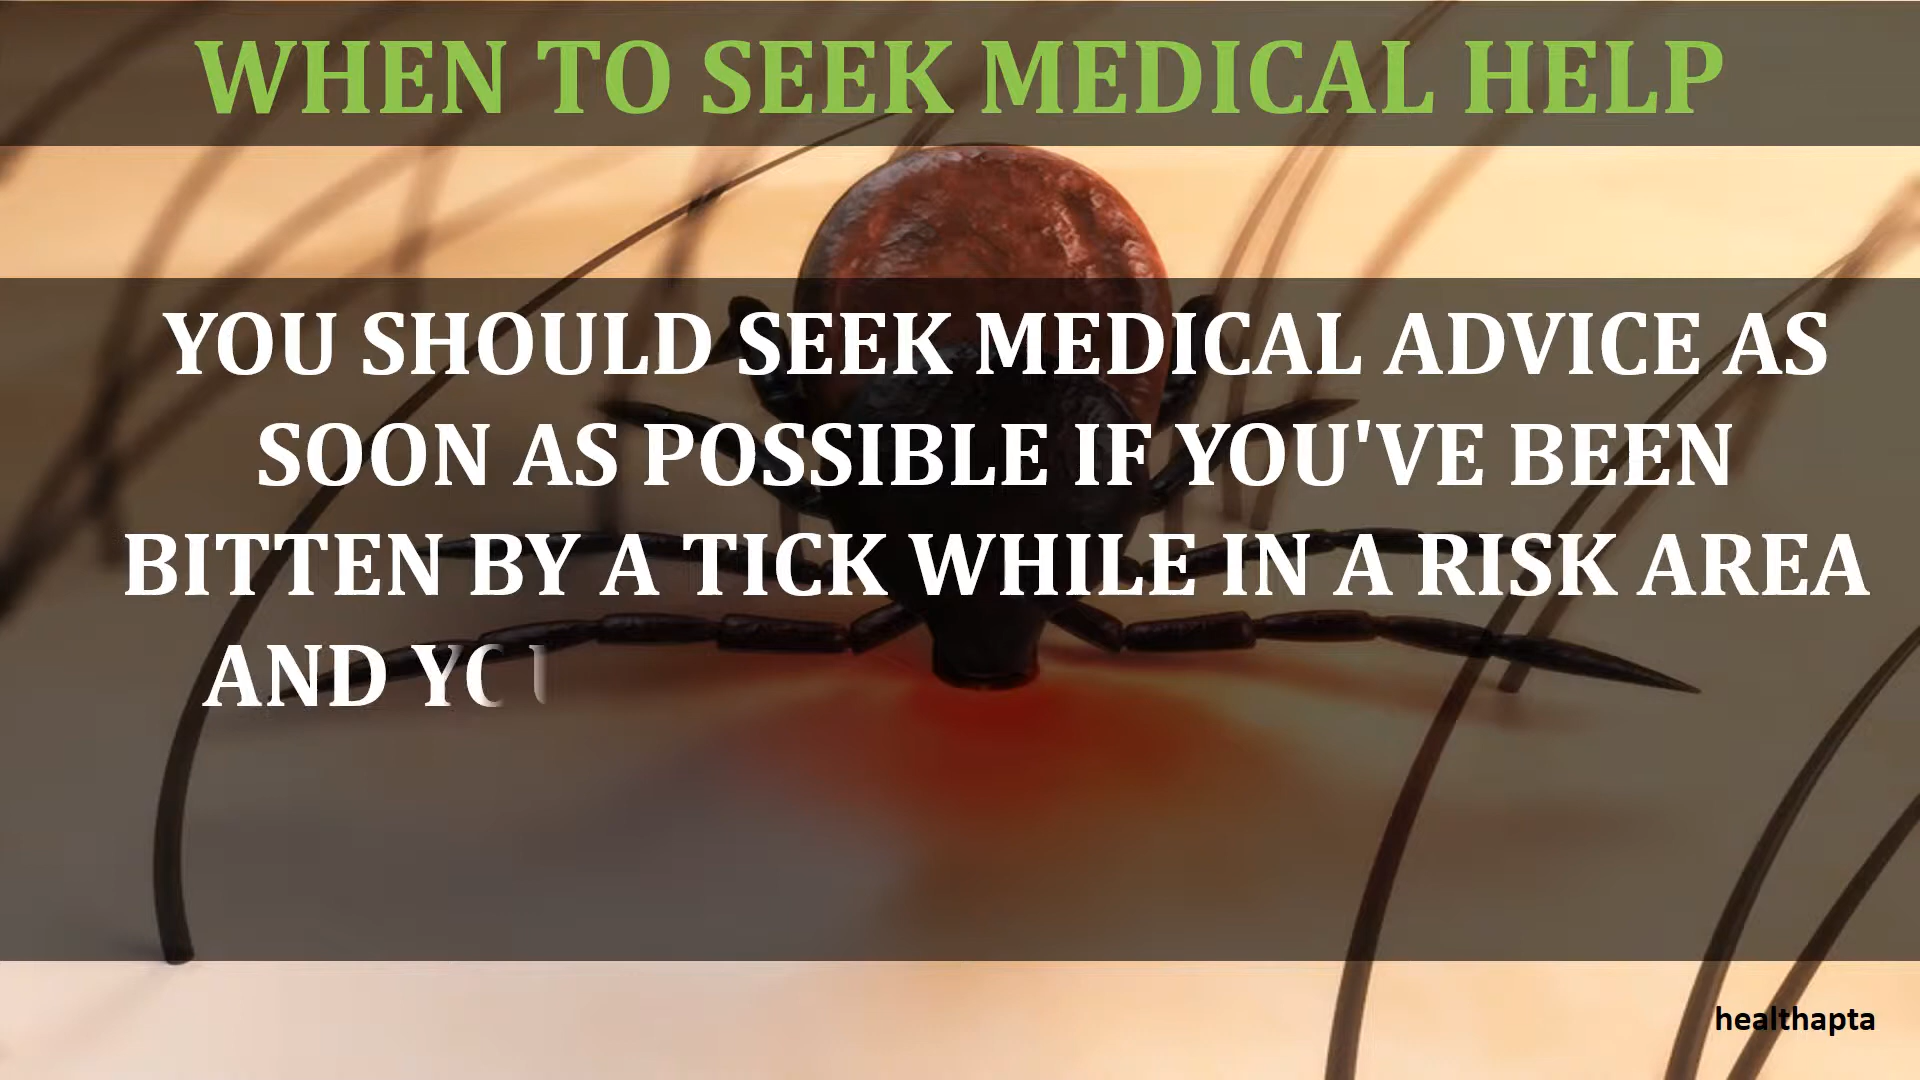 WHEN TO SEEK MEDICAL HELP
YOU SHOULD SEEK MEDICAL ADVICE AS
SOON AS POSSIBLE IF YOU'VE BEEN
BITTEN BY A TICK WHILE IN A RISK AREA
AND YOU
healthapta